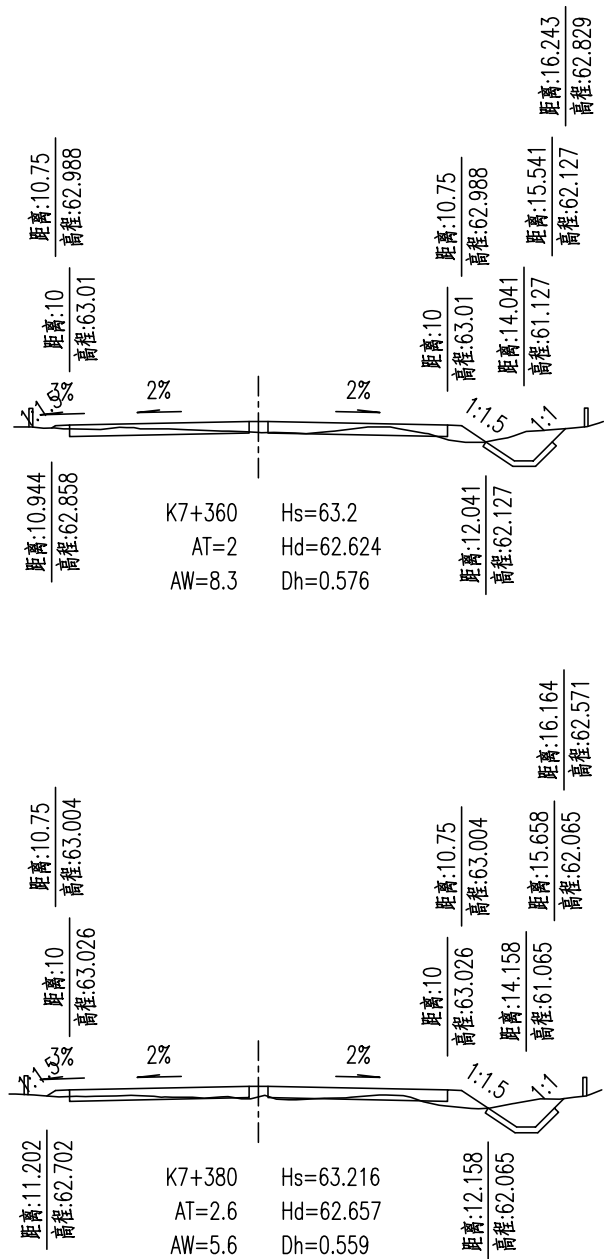 距离:16.243
高程:62.829
距离:10.75
高程:62.988
距离:10.75
高程:62.988
距离:15.541
高程:62.127
距离:10
高程:63.01
距离:10
高程:63.01
距离:14.041
高程:61.127
1:1.5
3%
2%
2%
1:1.5
1:1
距离:10.944
高程:62.858
距离:12.041
高程:62.127
K7+360 Hs=63.2
AT=2 Hd=62.624
AW=8.3 Dh=0.576
距离:16.164
高程:62.571
距离:10.75
高程:63.004
距离:10.75
高程:63.004
距离:15.658
高程:62.065
距离:10
高程:63.026
距离:10
高程:63.026
距离:14.158
高程:61.065
1:1.5
3%
2%
2%
1:1.5
1:1
距离:11.202
高程:62.702
距离:12.158
高程:62.065
K7+380 Hs=63.216
AT=2.6 Hd=62.657
AW=5.6 Dh=0.559